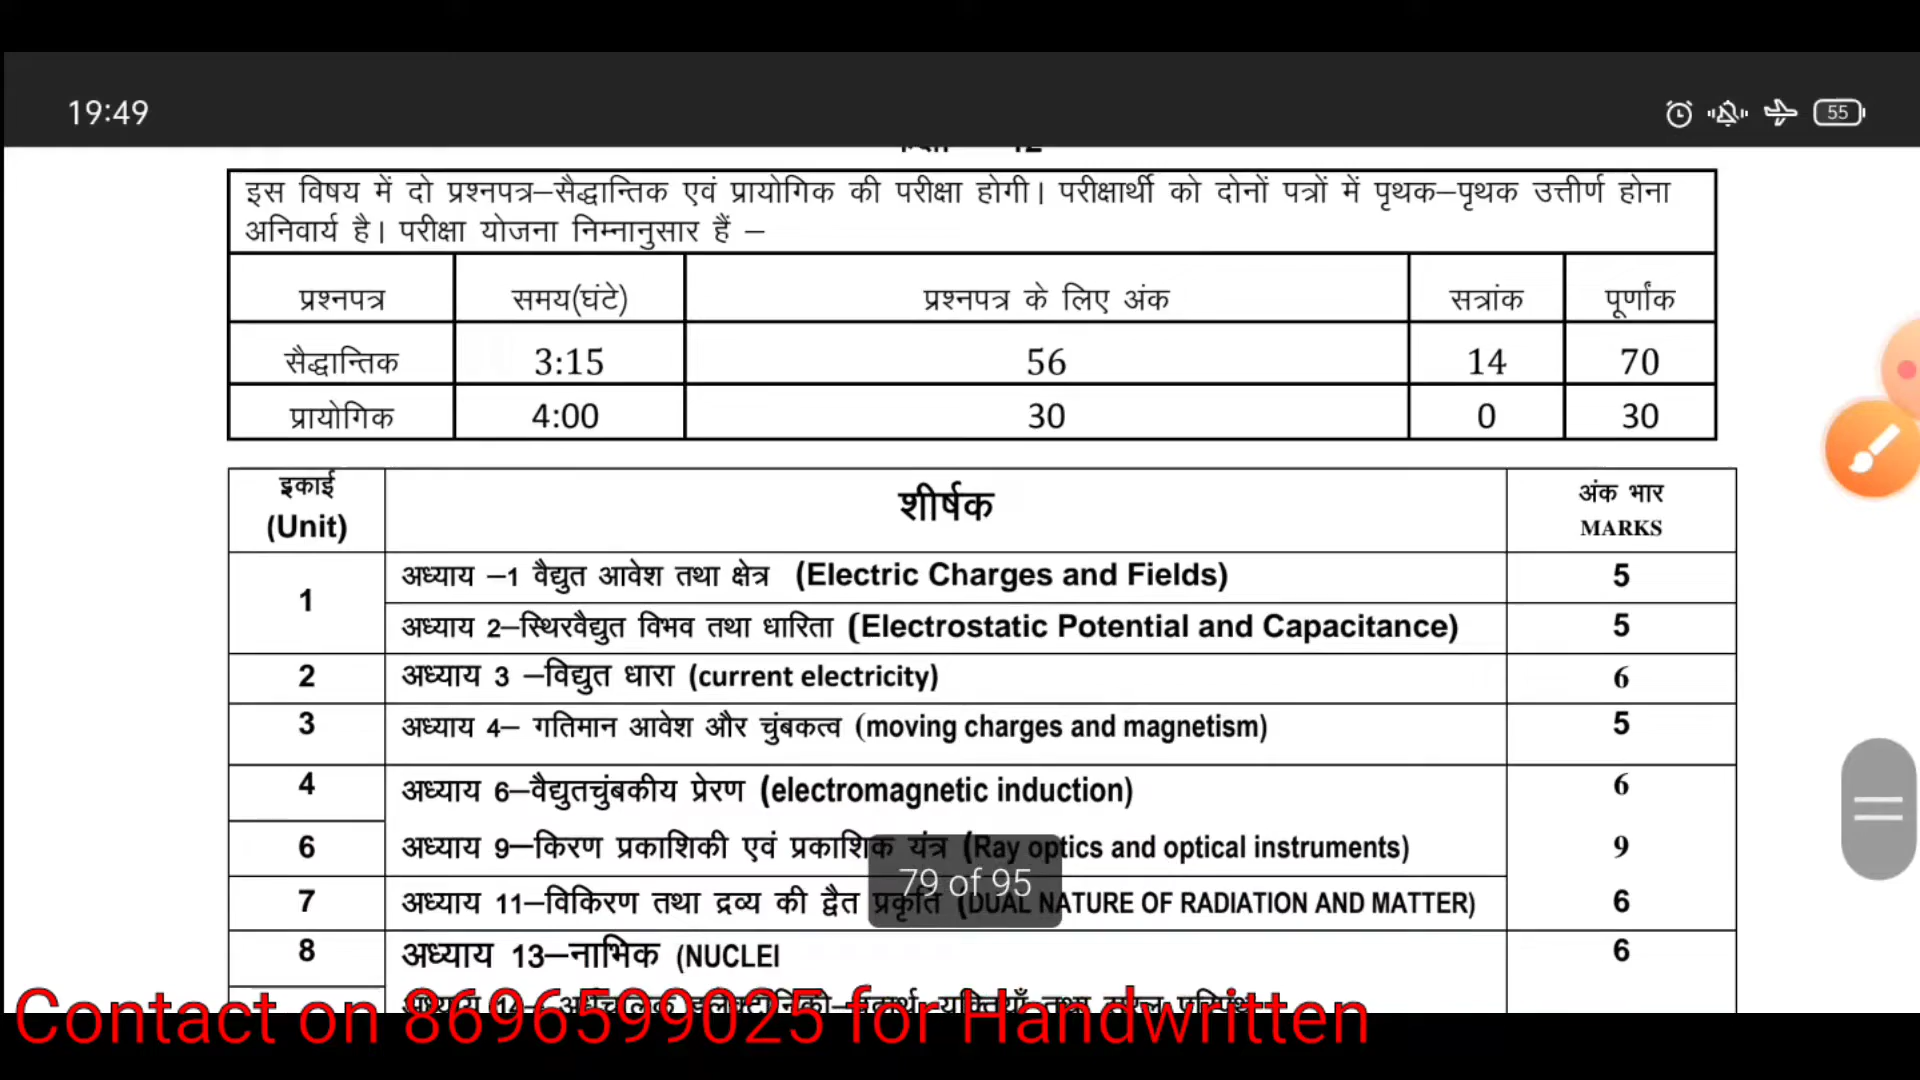 19:49
55
12
इस विषय में दो प्रश्नपत्र–सैद्धान्तिक एवं प्रायोगिक की परीक्षा होगी। परीक्षार्थी को दोनों पत्रों में पृथक–पृथक उत्तीर्ण होना
अनिवार्य है। परीक्षा योजना निम्नानुसार हैं –
प्रश्नपत्र समय(घंटे) प्रश्नपत्र के लिए अंक सत्रांक पूर्णांक
सैद्धान्तिक 3:15 56 14 70
प्रायोगिक 4:00 30 0 30
इकाई (Unit) शीर्षक अंक भार MARKS
1 अध्याय –1 वैद्युत आवेश तथा क्षेत्र (Electric Charges and Fields) 5
अध्याय 2–स्थिरवैद्युत विभव तथा धारिता (Electrostatic Potential and Capacitance) 5
2 अध्याय 3 –विद्युत धारा (current electricity) 6
3 अध्याय 4– गतिमान आवेश और चुंबकत्व (moving charges and magnetism) 5
4 अध्याय 6–वैद्युतचुंबकीय प्रेरण (electromagnetic induction) 6
6 अध्याय 9–किरण प्रकाशिकी एवं प्रकाशिक यंत्र (Ray optics and optical instruments) 9
79 of 95
7 अध्याय 11–विकिरण तथा द्रव्य की द्वैत प्रकृति (DUAL NATURE OF RADIATION AND MATTER) 6
8 अध्याय 13–नाभिक (NUCLEI 6
Contact on 8696599025 for Handwritten